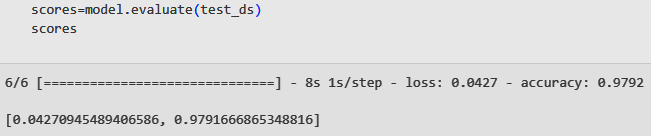 scores=model.evaluate(test_ds)
scores
6/6 [==============================] - 8s 1s/step - loss: 0.0427 - accuracy: 0.9792
[0.04270945489406586, 0.9791666865348816]